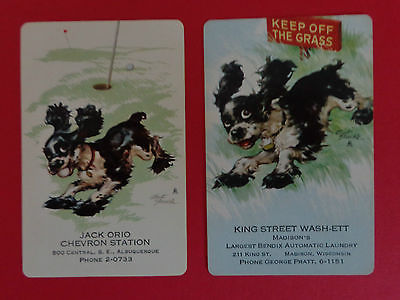 JACK ORIO
CHEVRON STATION
800 CENTRAL, S. E., ALBUQUERQUE
PHONE 2-0733
KEEP OFF
THE GRASS
KING STREET WASH-ETT
MADISON'S
LARGEST BENDIX AUTOMATIC LAUNDRY
211 KING ST. MADISON, WISCONSIN
PHONE GEORGE PRATT, 6-1151